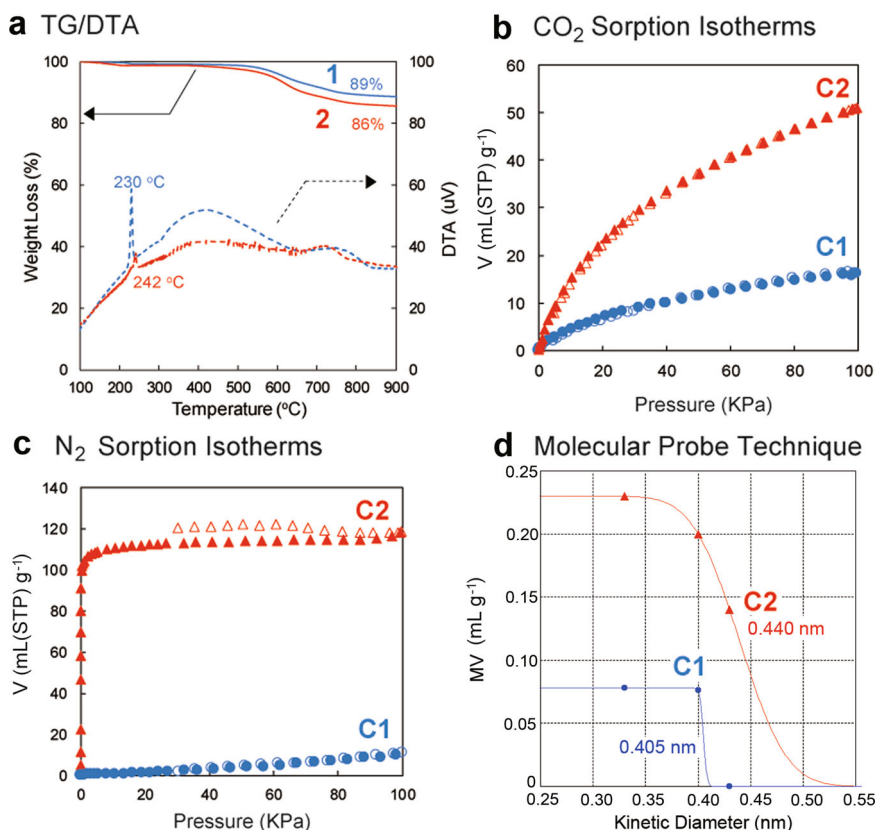 a TG/DTA
100
80
60
40
20
0
Weight Loss (%)
100
80
60
40
20
0
DTA (uV)
1
89%
2
86%
230 °C
242 °C
100 200 300 400 500 600 700 800 900
Temperature (°C)
b CO2 Sorption Isotherms
60
50
40
30
20
10
0
V (mL(STP) g-1)
C2
C1
0 20 40 60 80 100
Pressure (KPa)
c N2 Sorption Isotherms
140
120
100
80
60
40
20
0
V (mL(STP) g-1)
C2
C1
0 20 40 60 80 100
Pressure (KPa)
d Molecular Probe Technique
0.25
0.20
0.15
0.10
0.05
0
MV (mL g-1)
C2
0.440 nm
C1
0.405 nm
0.25 0.30 0.35 0.40 0.45 0.50 0.55
Kinetic Diameter (nm)